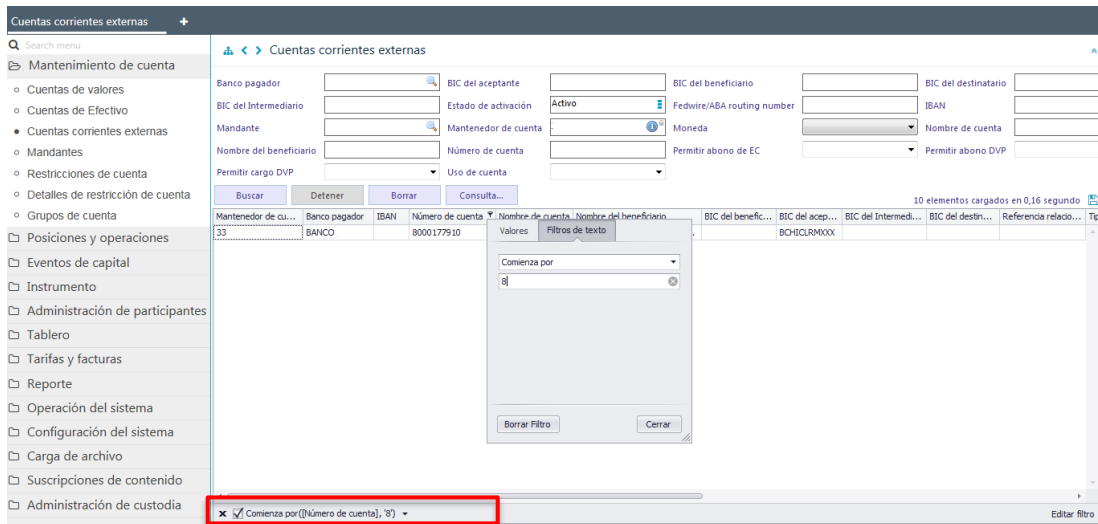 Cuentas corrientes externas +
Search menu
Mantenimiento de cuenta
Cuentas de valores
Cuentas de Efectivo
Cuentas corrientes externas
Mandantes
Restricciones de cuenta
Detalles de restricción de cuenta
Grupos de cuenta
Posiciones y operaciones
Eventos de capital
Instrumento
Administración de participantes
Tablero
Tarifas y facturas
Reporte
Operación del sistema
Configuración del sistema
Carga de archivo
Suscripciones de contenido
Administración de custodia
Cuentas corrientes externas
Banco pagador BIC del aceptante BIC del beneficiario BIC del destinatario
BIC del Intermediario Estado de activación Activo Fedwire/ABA routing number IBAN
Mandante Mantenedor de cuenta Moneda Nombre de cuenta
Nombre del beneficiario Número de cuenta Permitir abono de EC Permitir abono DVP
Permitir cargo DVP Uso de cuenta
Buscar Detener Borrar Consulta...
10 elementos cargados en 0,16 segundo
Mantenedor de cu... Banco pagador IBAN Número de cuenta Nombre de cuenta Nombre del beneficiario BIC del benefic... BIC del acep... BIC del Intermedi... BIC del destin... Referencia relacio... Tip
33 BANCO 8000177910 BCHICLRMXXX
Valores Filtros de texto
Comienza por
8
Borrar Filtro Cerrar
Comienza por([Número de cuenta], '8')
Editar filtro